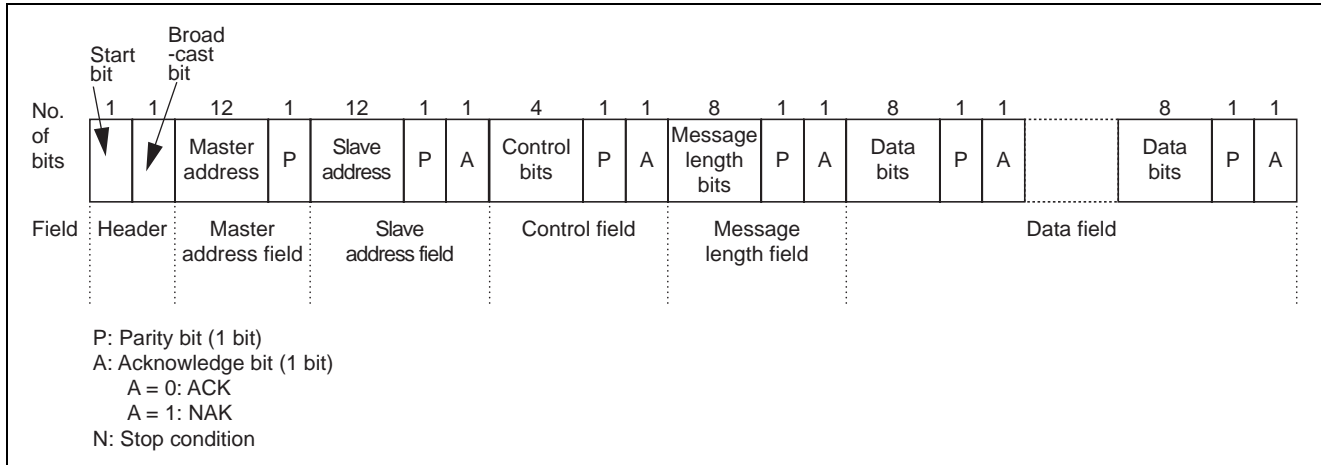 Start
bit
Broad
-cast
bit
No.
of
bits
1 1 12 1 12 1 1 4 1 1 8 1 1 8 1 1 8 1 1
Master
address
P
Slave
address
P
A
Control
bits
P
A
Message
length
bits
P
A
Data
bits
P
A
Data
bits
P
A
Field
Header
Master
address field
Slave
address field
Control field
Message
length field
Data field
P: Parity bit (1 bit)
A: Acknowledge bit (1 bit)
A = 0: ACK
A = 1: NAK
N: Stop condition